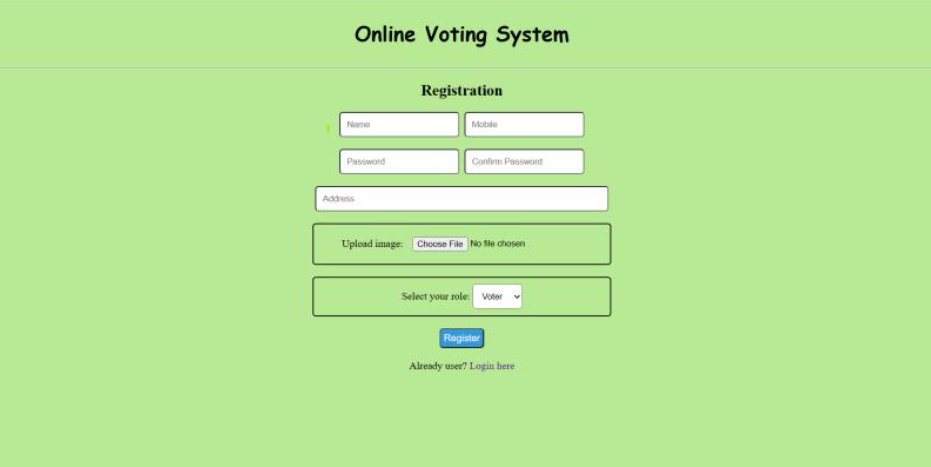 Online Voting System
Registration
Name Mobile
Password Confirm Password
Address
Upload image: Choose File No file chosen
Select your role: Voter
Register
Already user? Login here